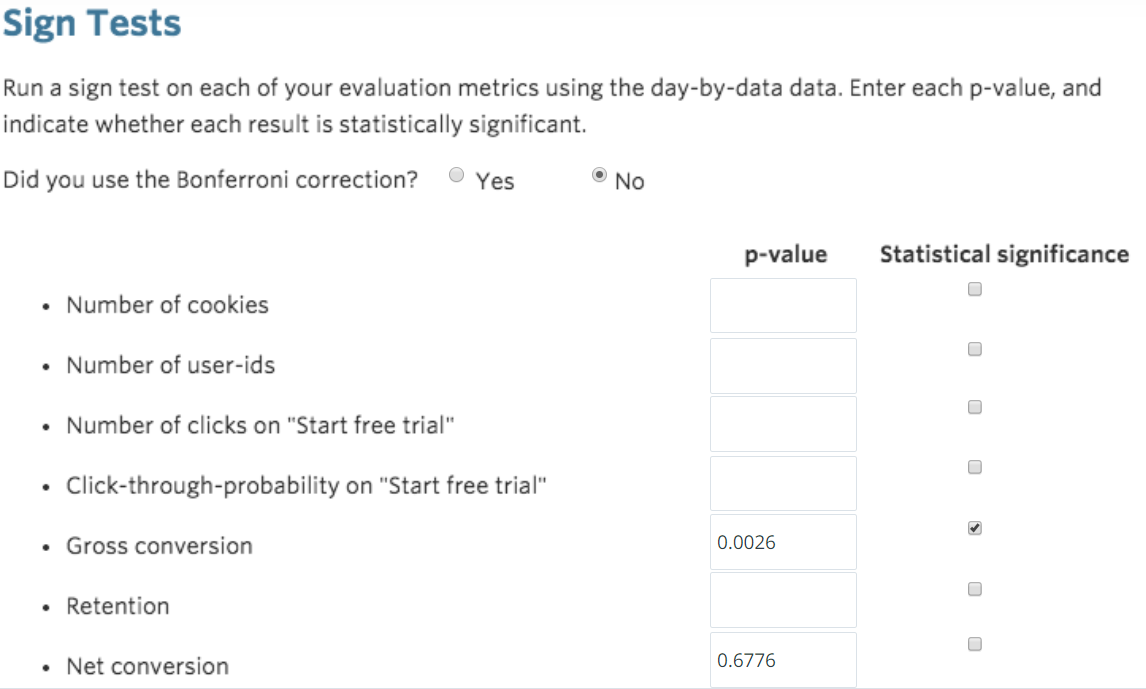 Sign Tests
Run a sign test on each of your evaluation metrics using the day-by-data data. Enter each p-value, and
indicate whether each result is statistically significant.
Did you use the Bonferroni correction? Yes No
p-value Statistical significance
• Number of cookies
• Number of user-ids
• Number of clicks on "Start free trial"
• Click-through-probability on "Start free trial"
• Gross conversion 0.0026
• Retention
• Net conversion 0.6776